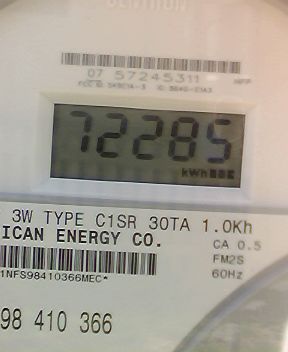 CENTRON
07 57245311
72285
kWh
3W TYPE C1SR 30TA 1.0Kh
ICAN ENERGY CO.
CA 0.5
FM2S
60Hz
1NFS98410366MEC*
98 410 366